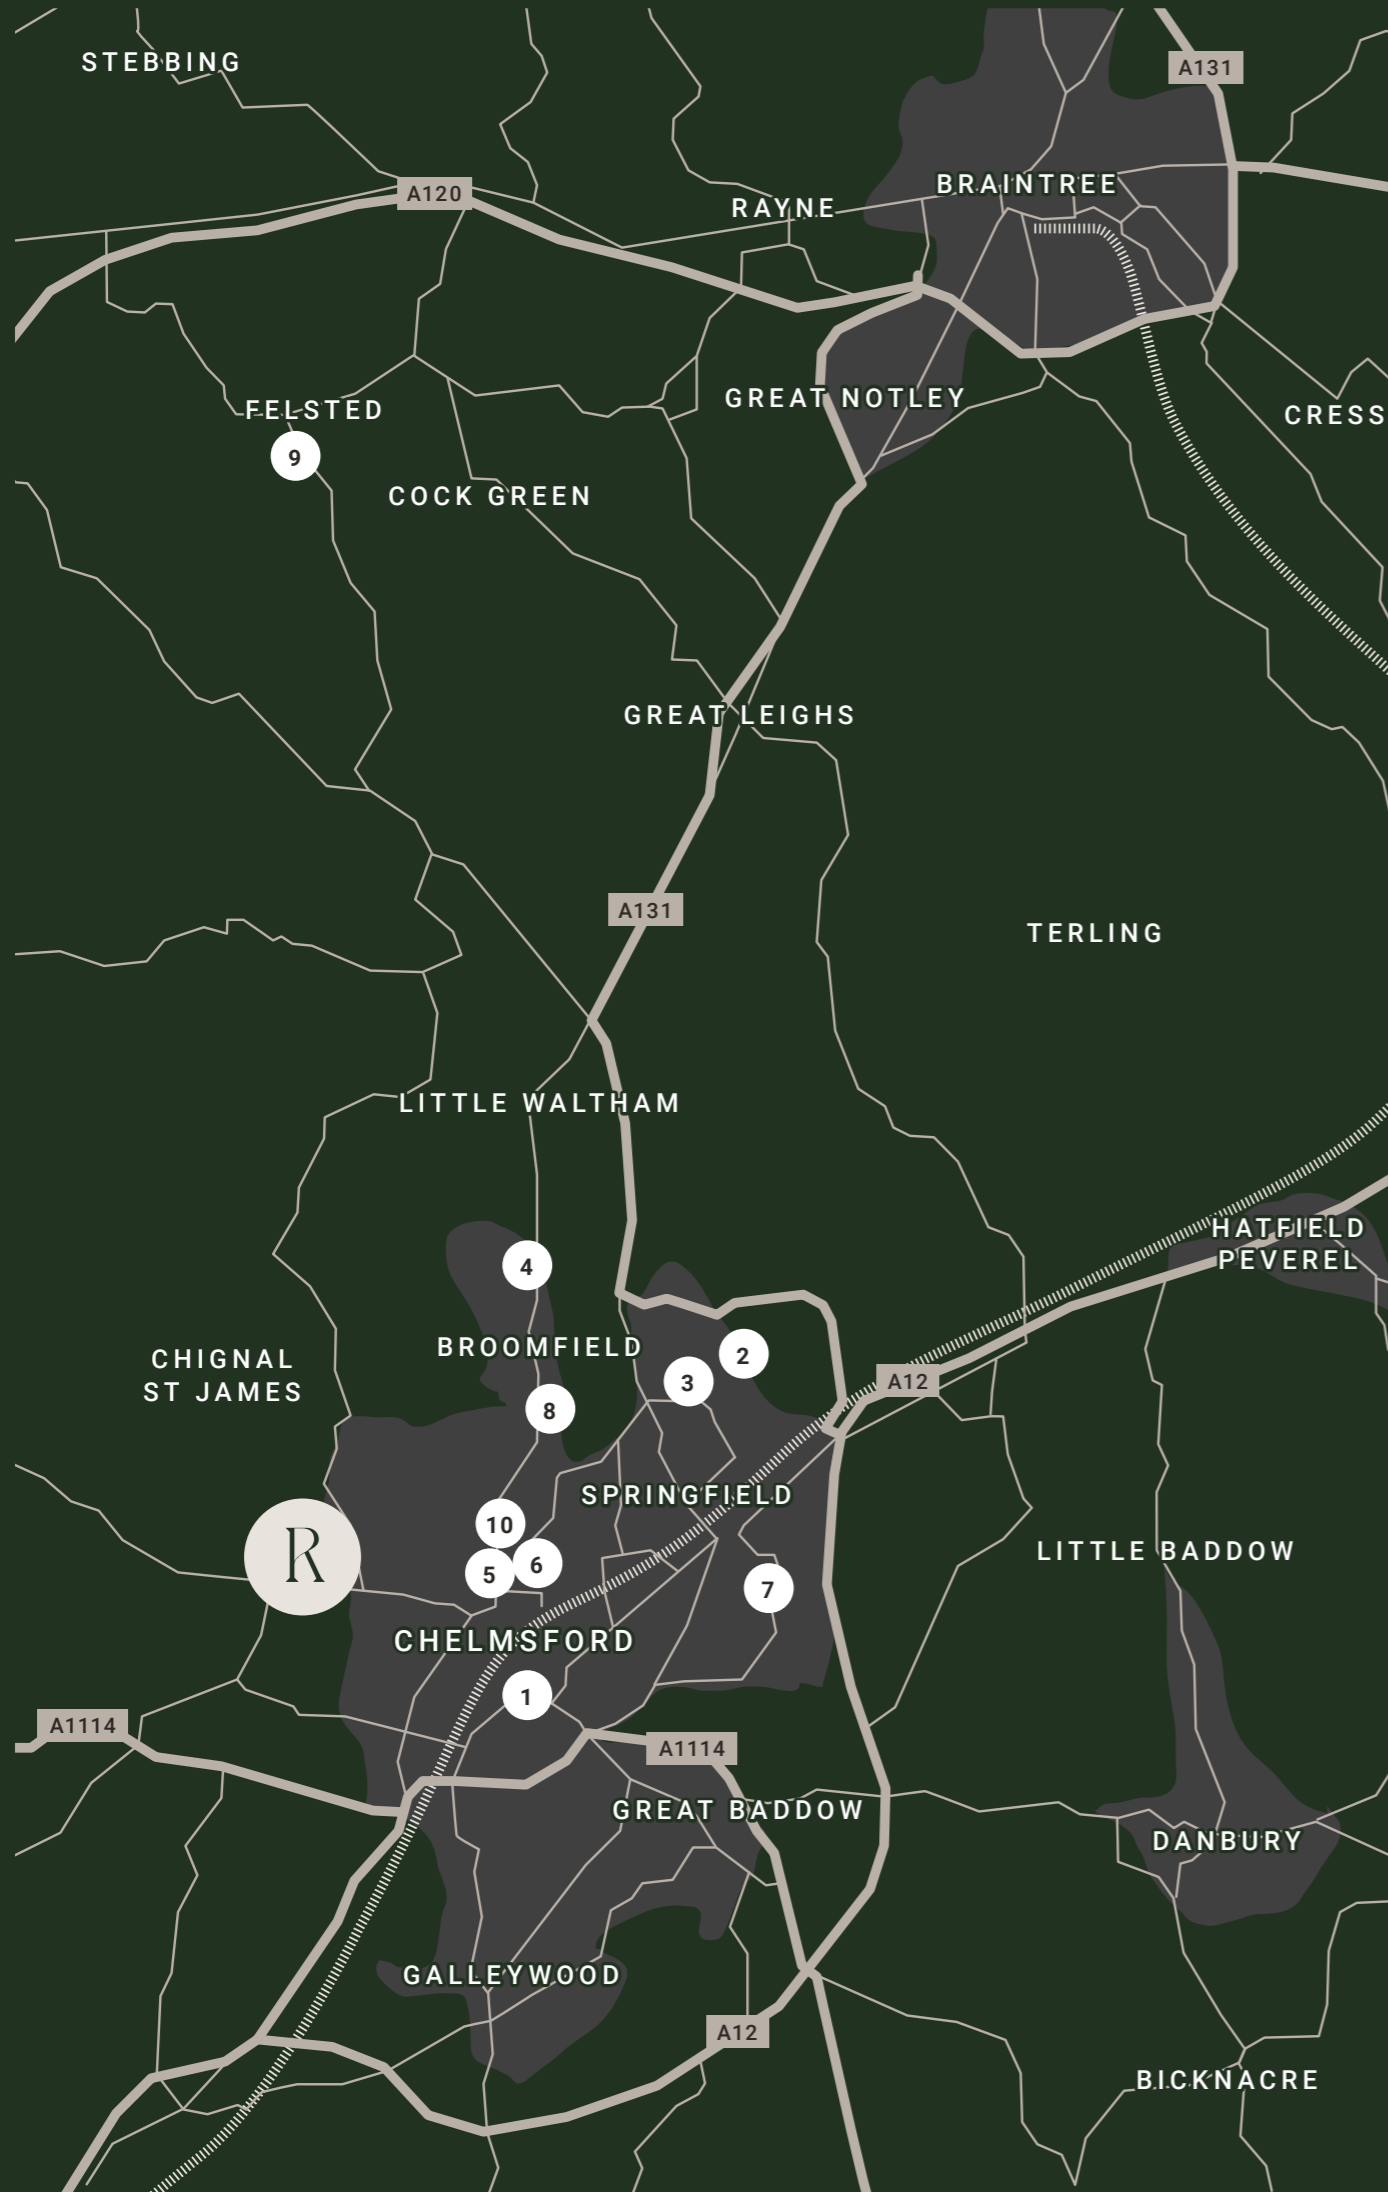 STEBBING
A131
BRAINTREE
A120
RAYNE
GREAT NOTLEY
FELSTED
CRESS
9
COCK GREEN
GREAT LEIGHS
A131
TERLING
LITTLE WALTHAM
HATFIELD
PEVEREL
4
BROOMFIELD
2
CHIGNAL
ST JAMES
3
A12
8
SPRINGFIELD
10
R
5
6
LITTLE BADDOW
7
CHELMSFORD
1
A1114
A1114
GREAT BADDOW
DANBURY
GALLEYWOOD
A12
BICKNACRE